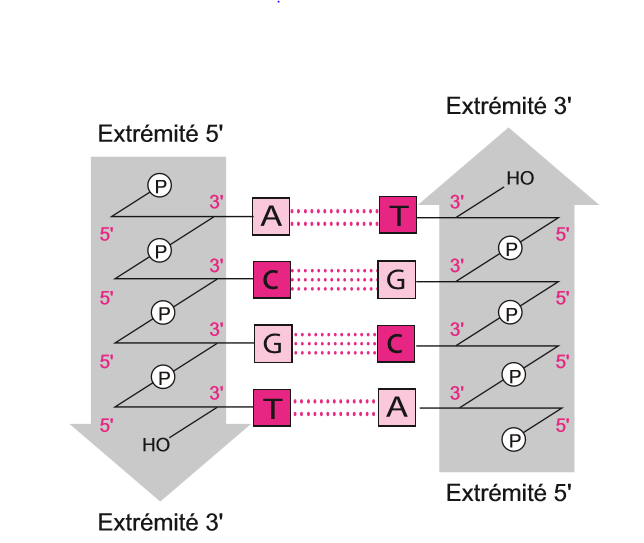 Extrémité 3'
Extrémité 5'
HO
P 3' 3'
A T
5' 5'
P P
3' 3'
C G
5' 5'
P P
3' 3'
G C
5' 5'
P P
3' 3'
T A
5' 5'
HO P
Extrémité 5'
Extrémité 3'